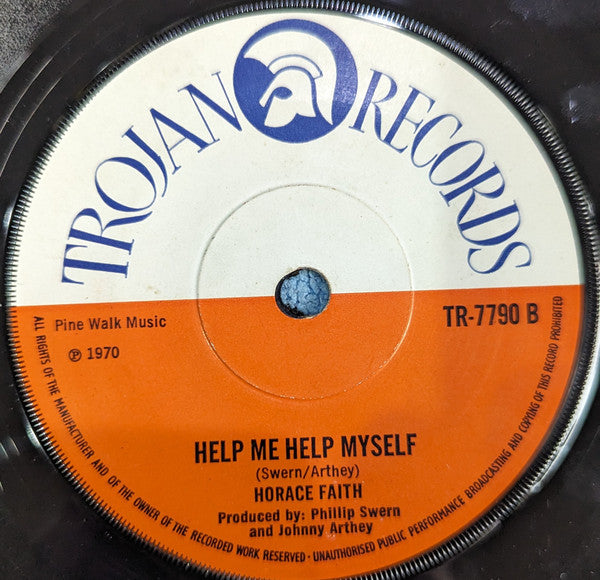 TROJAN RECORDS
Pine Walk Music
℗ 1970
TR-7790 B
HELP ME HELP MYSELF
(Swern/Arthey)
HORACE FAITH
Produced by: Phillip Swern
and Johnny Arthey
ALL RIGHTS OF THE MANUFACTURER AND OF THE OWNER OF THE RECORDED WORK RESERVED · UNAUTHORISED PUBLIC PERFORMANCE BROADCASTING AND COPYING OF THIS RECORD PROHIBITED